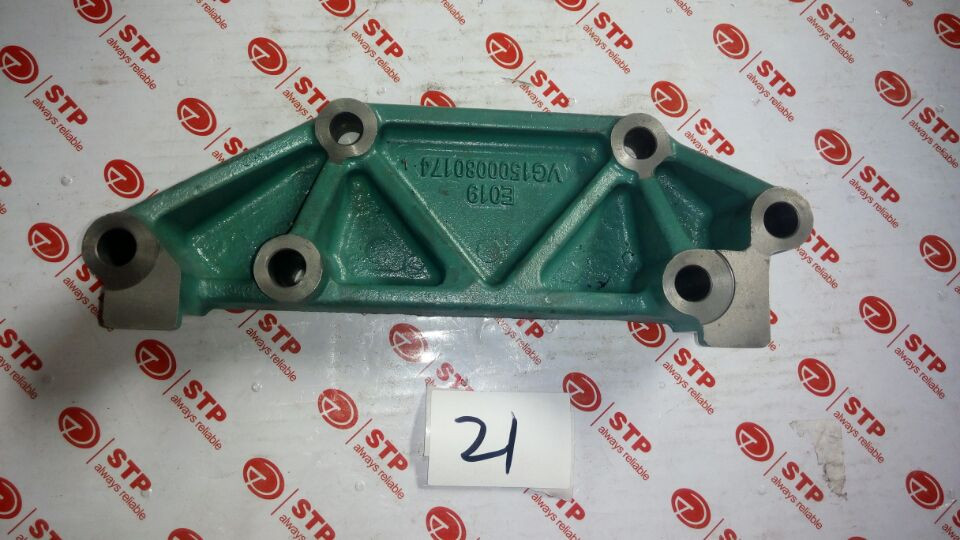 E019
VG1500080174
21
STP
always reliable